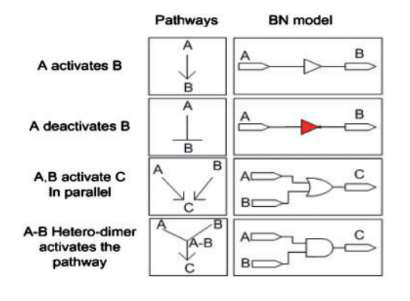 Pathways BN model
A activates B
A
B
A B
A deactivates B
A
B
A B
A,B activate C
In parallel
A B
C
A C
B
A-B Hetero-dimer
activates the
pathway
A B
A-B
C
A C
B